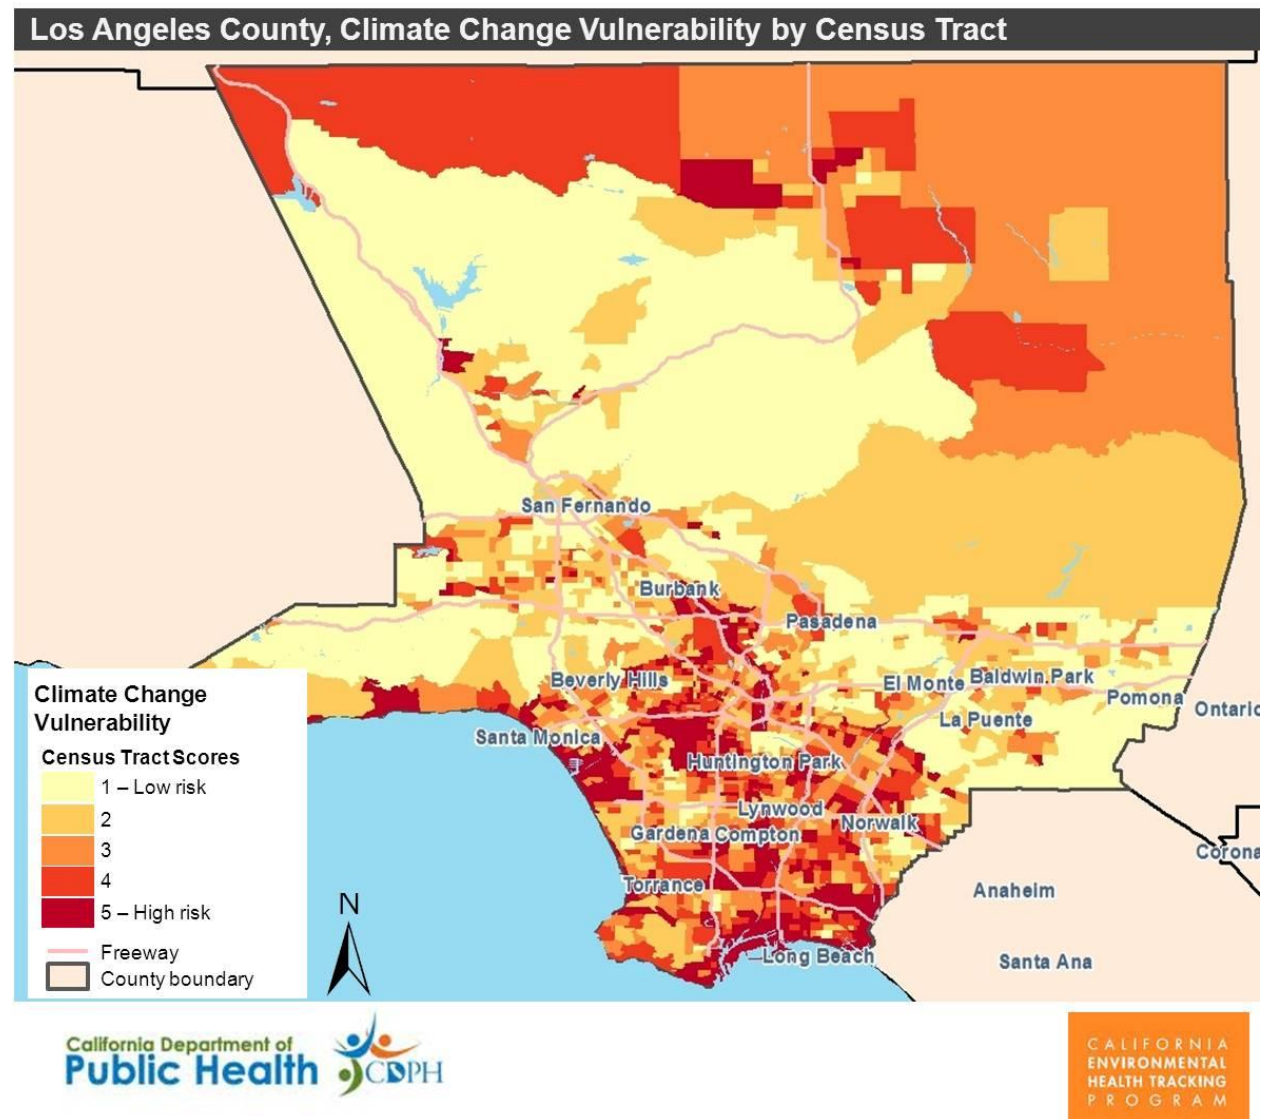 Los Angeles County, Climate Change Vulnerability by Census Tract
San Fernando
Burbank
Pasadena
Beverly Hills
El Monte
Baldwin Park
Pomona
Ontario
La Puente
Santa Monica
Huntington Park
Lynwood
Norwalk
Gardena
Compton
Corona
Torrance
Anaheim
Long Beach
Santa Ana
Climate Change
Vulnerability
Census Tract Scores
1 – Low risk
2
3
4
5 – High risk
Freeway
County boundary
N
California Department of
Public Health
CDPH
CALIFORNIA
ENVIRONMENTAL
HEALTH TRACKING
PROGRAM